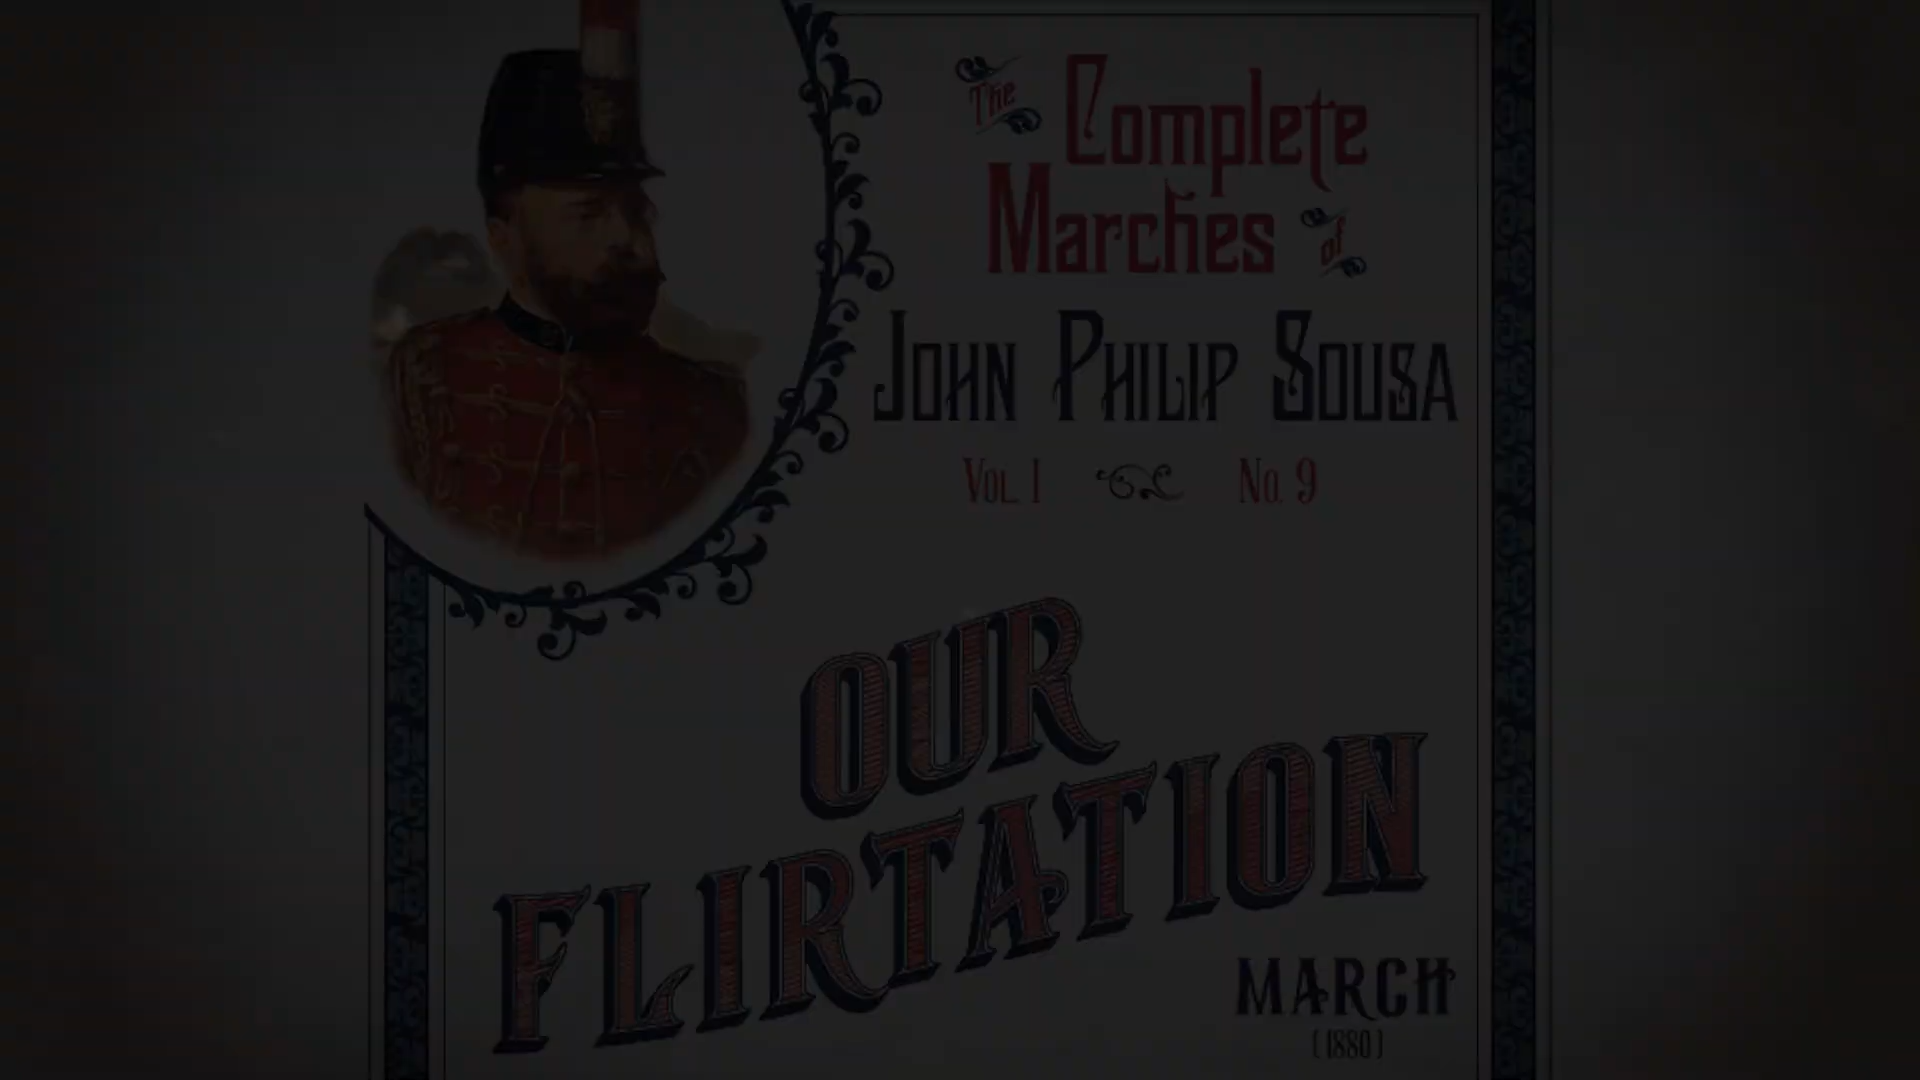 The Complete
Marches of
JOHN PHILIP SOUSA
VOL. I No. 9
OUR
FLIRTATION
MARCH
(1880)